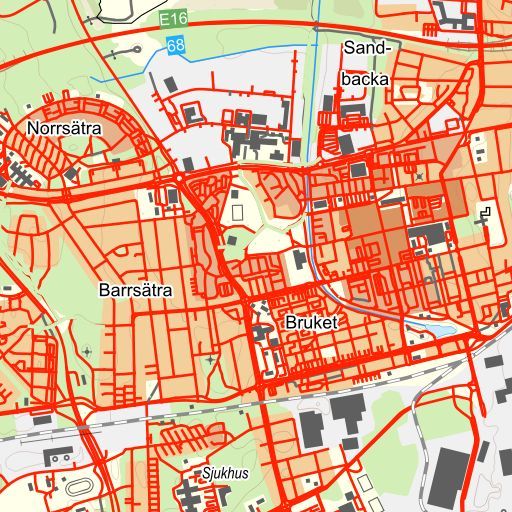 E16
68
Sand-
backa
Norrsätra
Barrsätra
Bruket
Sjukhus